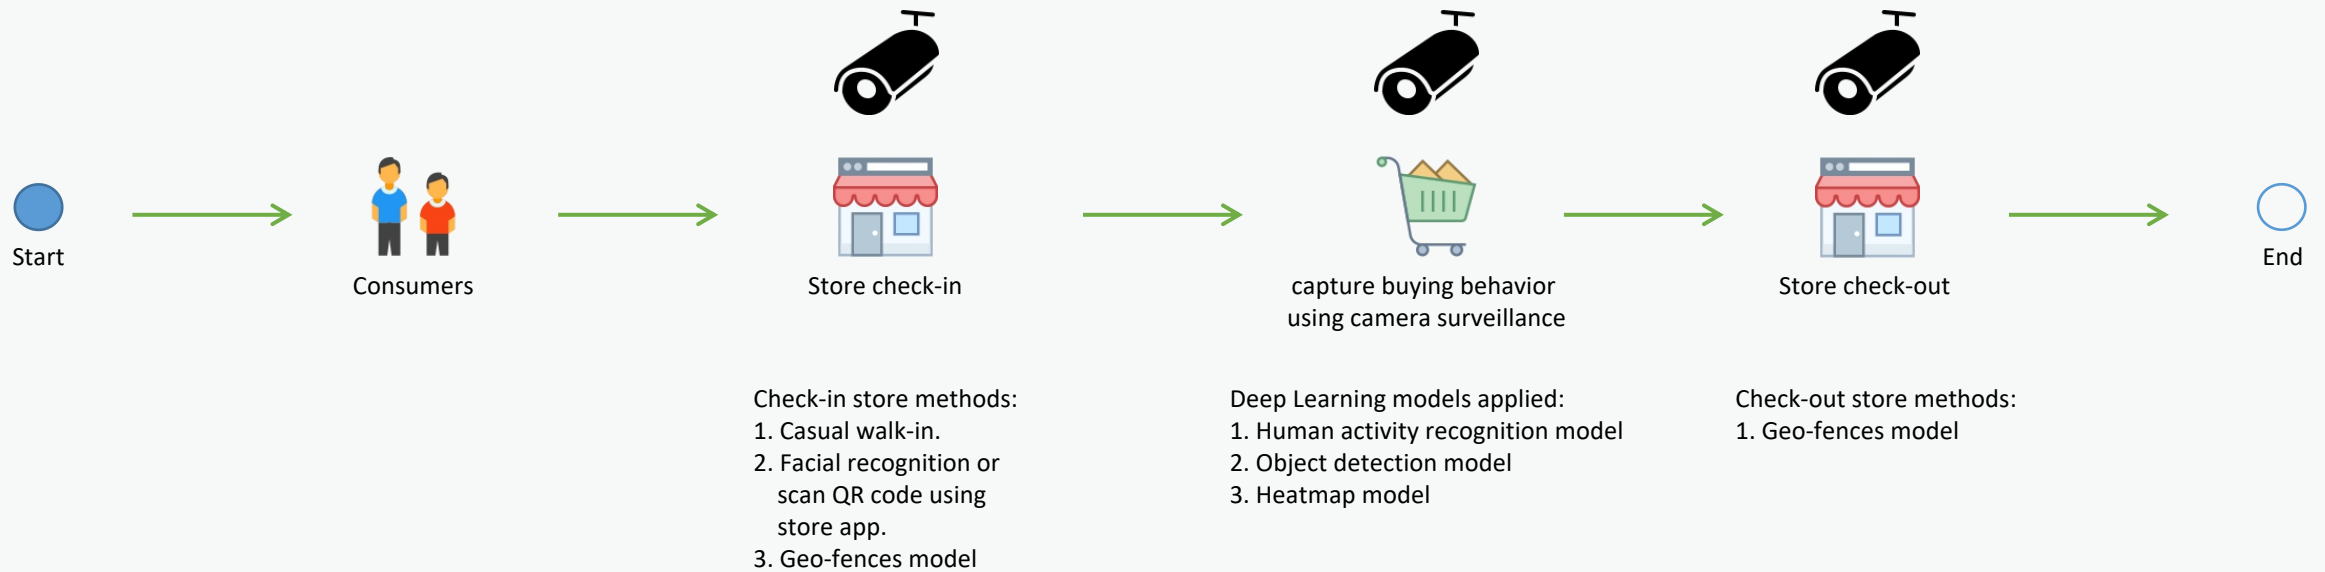 Start
Consumers
Store check-in
capture buying behavior
using camera surveillance
Store check-out
End
Check-in store methods:
1. Casual walk-in.
2. Facial recognition or
scan QR code using
store app.
3. Geo-fences model
Deep Learning models applied:
1. Human activity recognition model
2. Object detection model
3. Heatmap model
Check-out store methods:
1. Geo-fences model